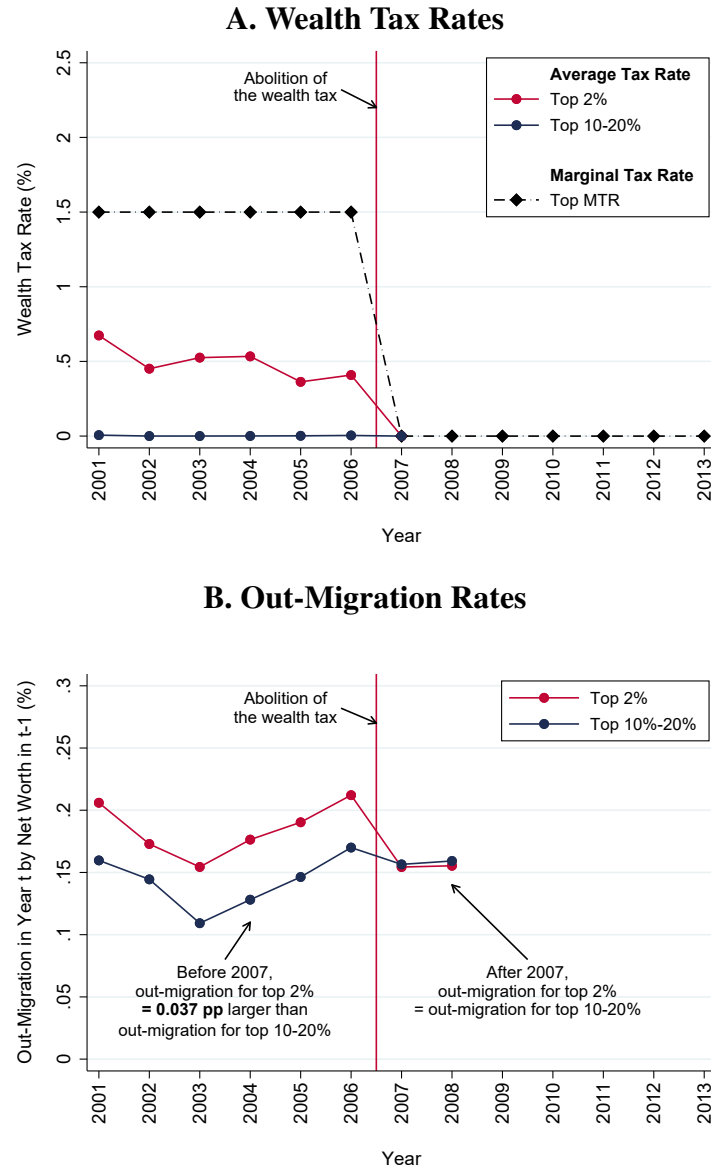 A. Wealth Tax Rates
Abolition of
the wealth tax
Average Tax Rate
Top 2%
Top 10-20%
Marginal Tax Rate
Top MTR
Wealth Tax Rate (%)
2.5
2
1.5
1
.5
0
2001
2002
2003
2004
2005
2006
2007
2008
2009
2010
2011
2012
2013
Year
B. Out-Migration Rates
Abolition of
the wealth tax
Top 2%
Top 10%-20%
Out-Migration in Year t by Net Worth in t-1 (%)
.3
.25
.2
.15
.1
.05
0
Before 2007,
out-migration for top 2%
= 0.037 pp larger than
out-migration for top 10-20%
After 2007,
out-migration for top 2%
= out-migration for top 10-20%
2001
2002
2003
2004
2005
2006
2007
2008
2009
2010
2011
2012
2013
Year